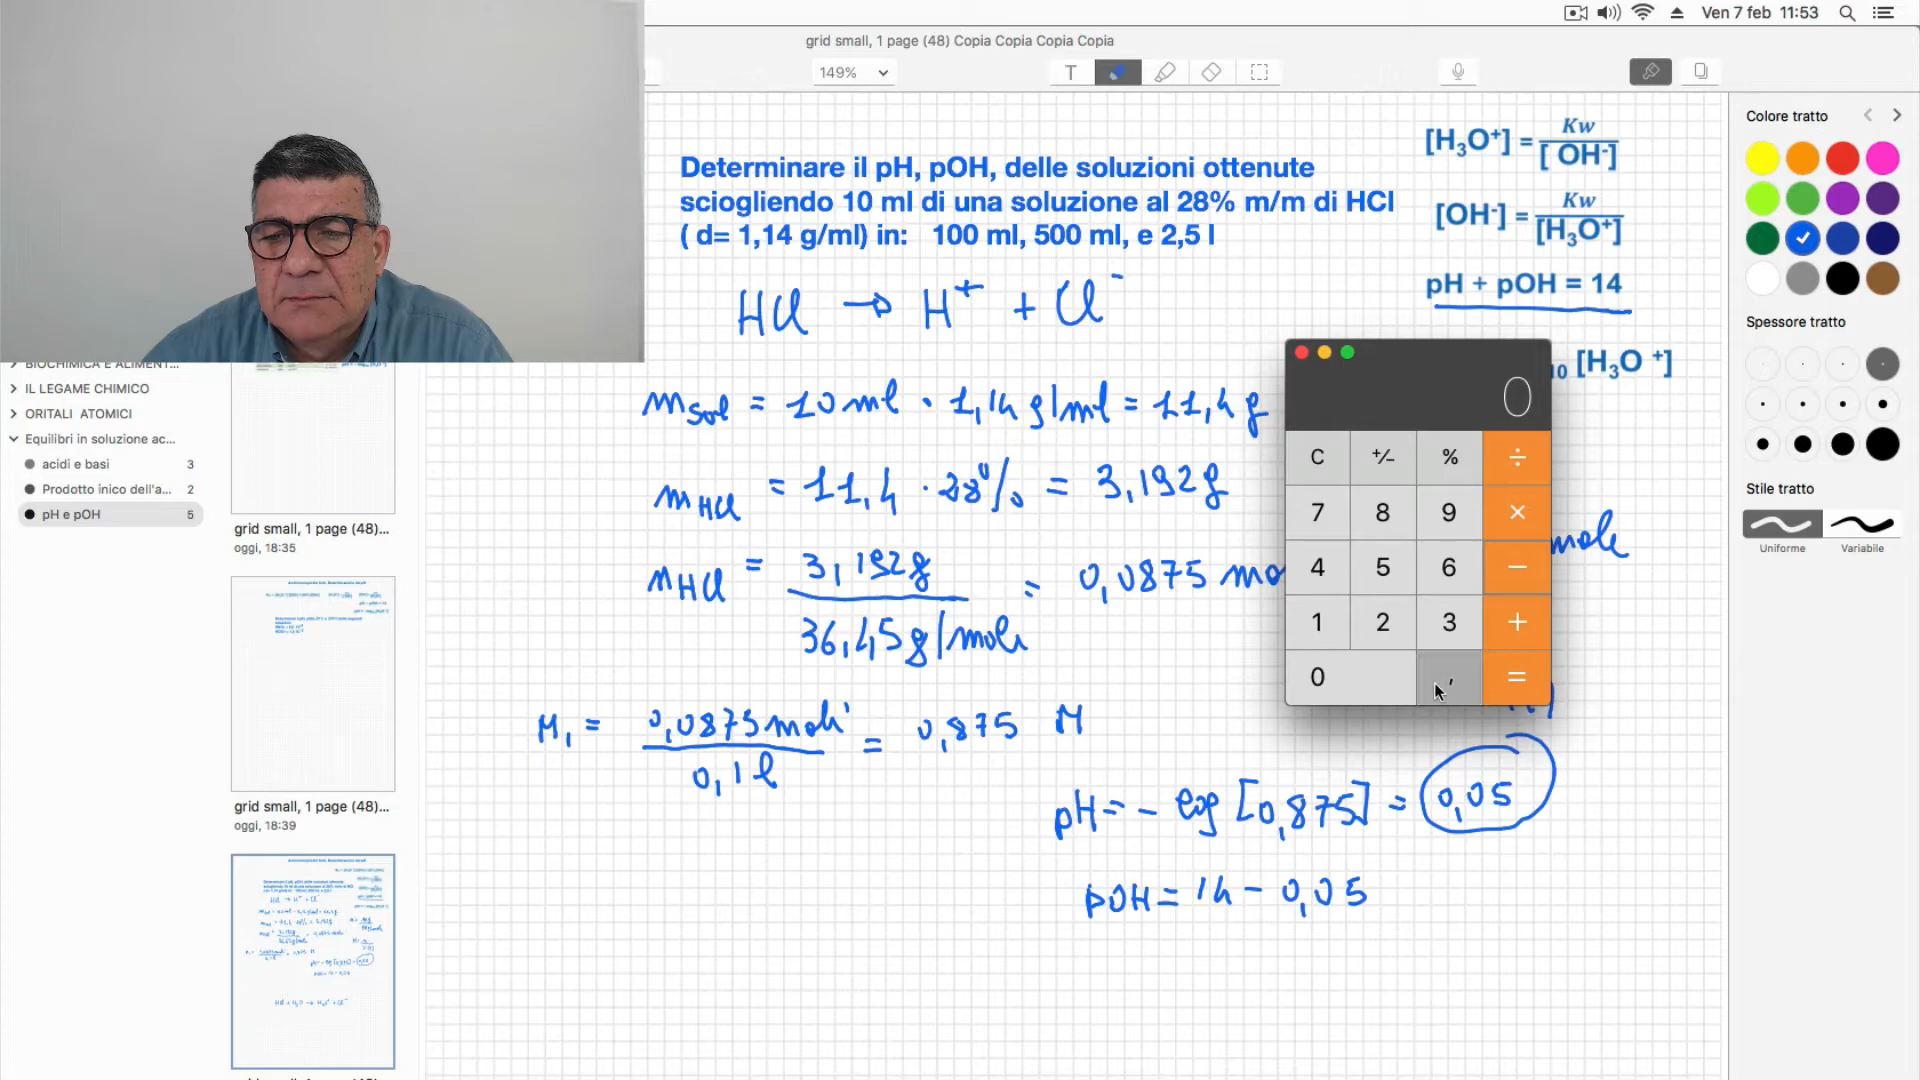 Ven 7 feb 11:53
grid small, 1 page (48) Copia Copia Copia Copia
149%
T
Determinare il pH, pOH, delle soluzioni ottenute
sciogliendo 10 ml di una soluzione al 28% m/m di HCl
( d= 1,14 g/ml) in: 100 ml, 500 ml, e 2,5 l
[H3O+] = Kw / [ OH-]
[OH-] = Kw / [H3O+]
pH + pOH = 14
10 [H3O +]
HCl → H+ + Cl-
msol = 10 ml · 1,14 g/ml = 11,4 g
mHCl = 11,4 · 28% = 3,192 g
nHCl = 3,192 g / 36,45 g/mole = 0,0875 mo
mole
M1 = 0,0875 moli / 0,1 l = 0,875 M
pH = - log [0,875] = 0,05
pOH = 14 - 0,05
0
C +/- % ÷
7 8 9 ×
4 5 6 −
1 2 3 +
0 , =
BIOCHIMICA E ALIMENT...
IL LEGAME CHIMICO
ORITALI ATOMICI
Equilibri in soluzione ac...
acidi e basi 3
Prodotto inico dell'a... 2
pH e pOH 5
grid small, 1 page (48)...
oggi, 18:35
grid small, 1 page (48)...
oggi, 18:39
Colore tratto
Spessore tratto
Stile tratto
Uniforme
Variabile